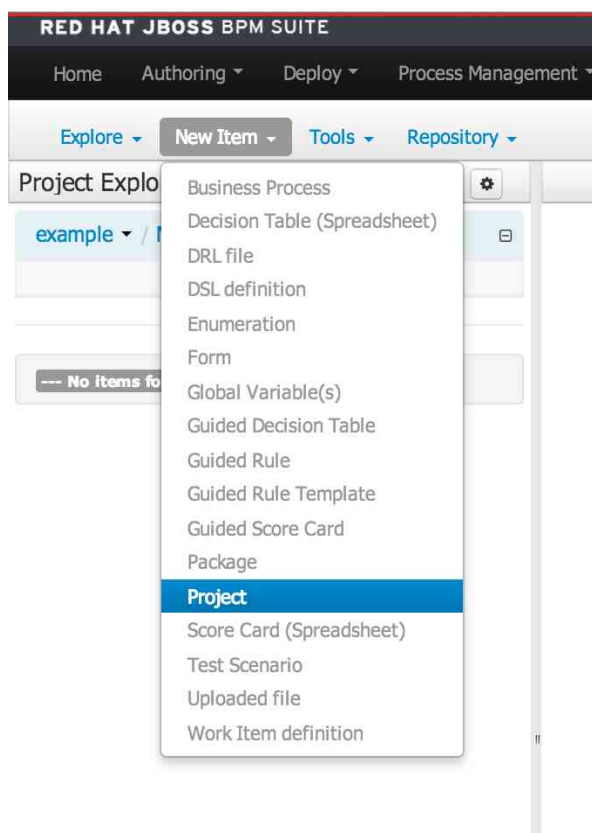 RED HAT JBOSS BPM SUITE
Home Authoring Deploy Process Management
Explore New Item Tools Repository
Project Explo
example /
--- No items fo
Business Process
Decision Table (Spreadsheet)
DRL file
DSL definition
Enumeration
Form
Global Variable(s)
Guided Decision Table
Guided Rule
Guided Rule Template
Guided Score Card
Package
Project
Score Card (Spreadsheet)
Test Scenario
Uploaded file
Work Item definition